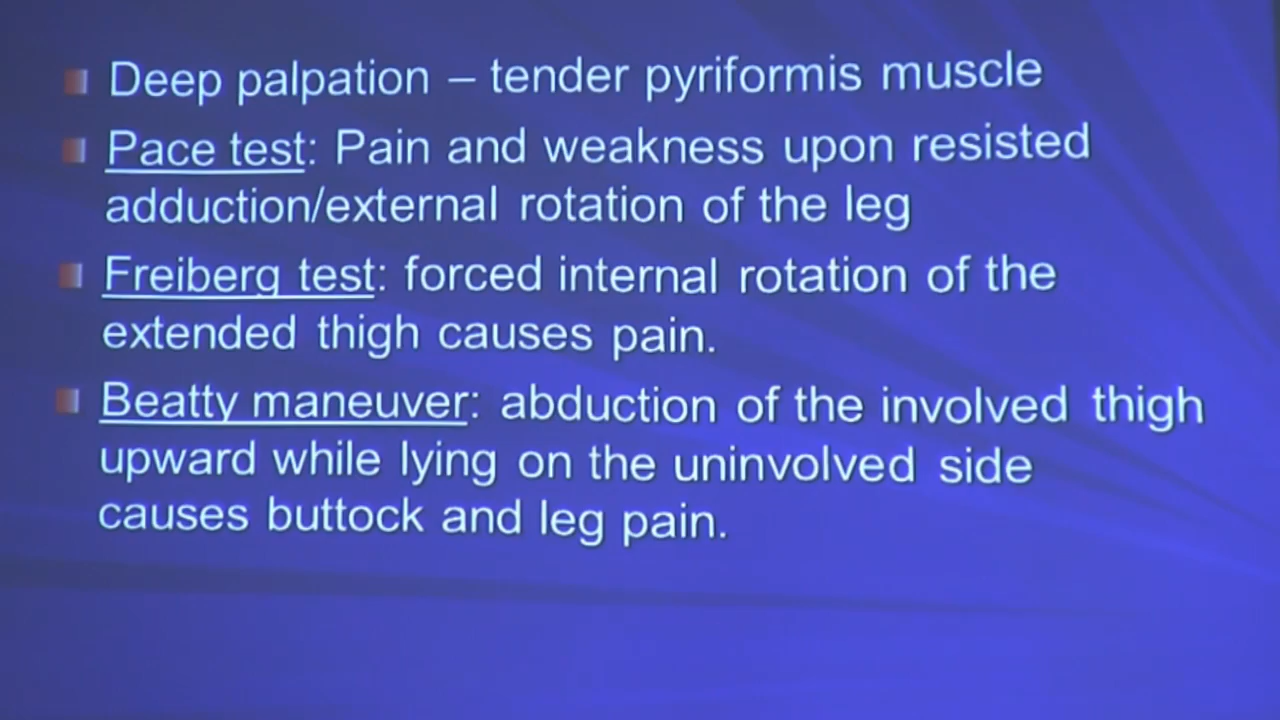 Deep palpation – tender pyriformis muscle
Pace test: Pain and weakness upon resisted
adduction/external rotation of the leg
Freiberg test: forced internal rotation of the
extended thigh causes pain.
Beatty maneuver: abduction of the involved thigh
upward while lying on the uninvolved side
causes buttock and leg pain.